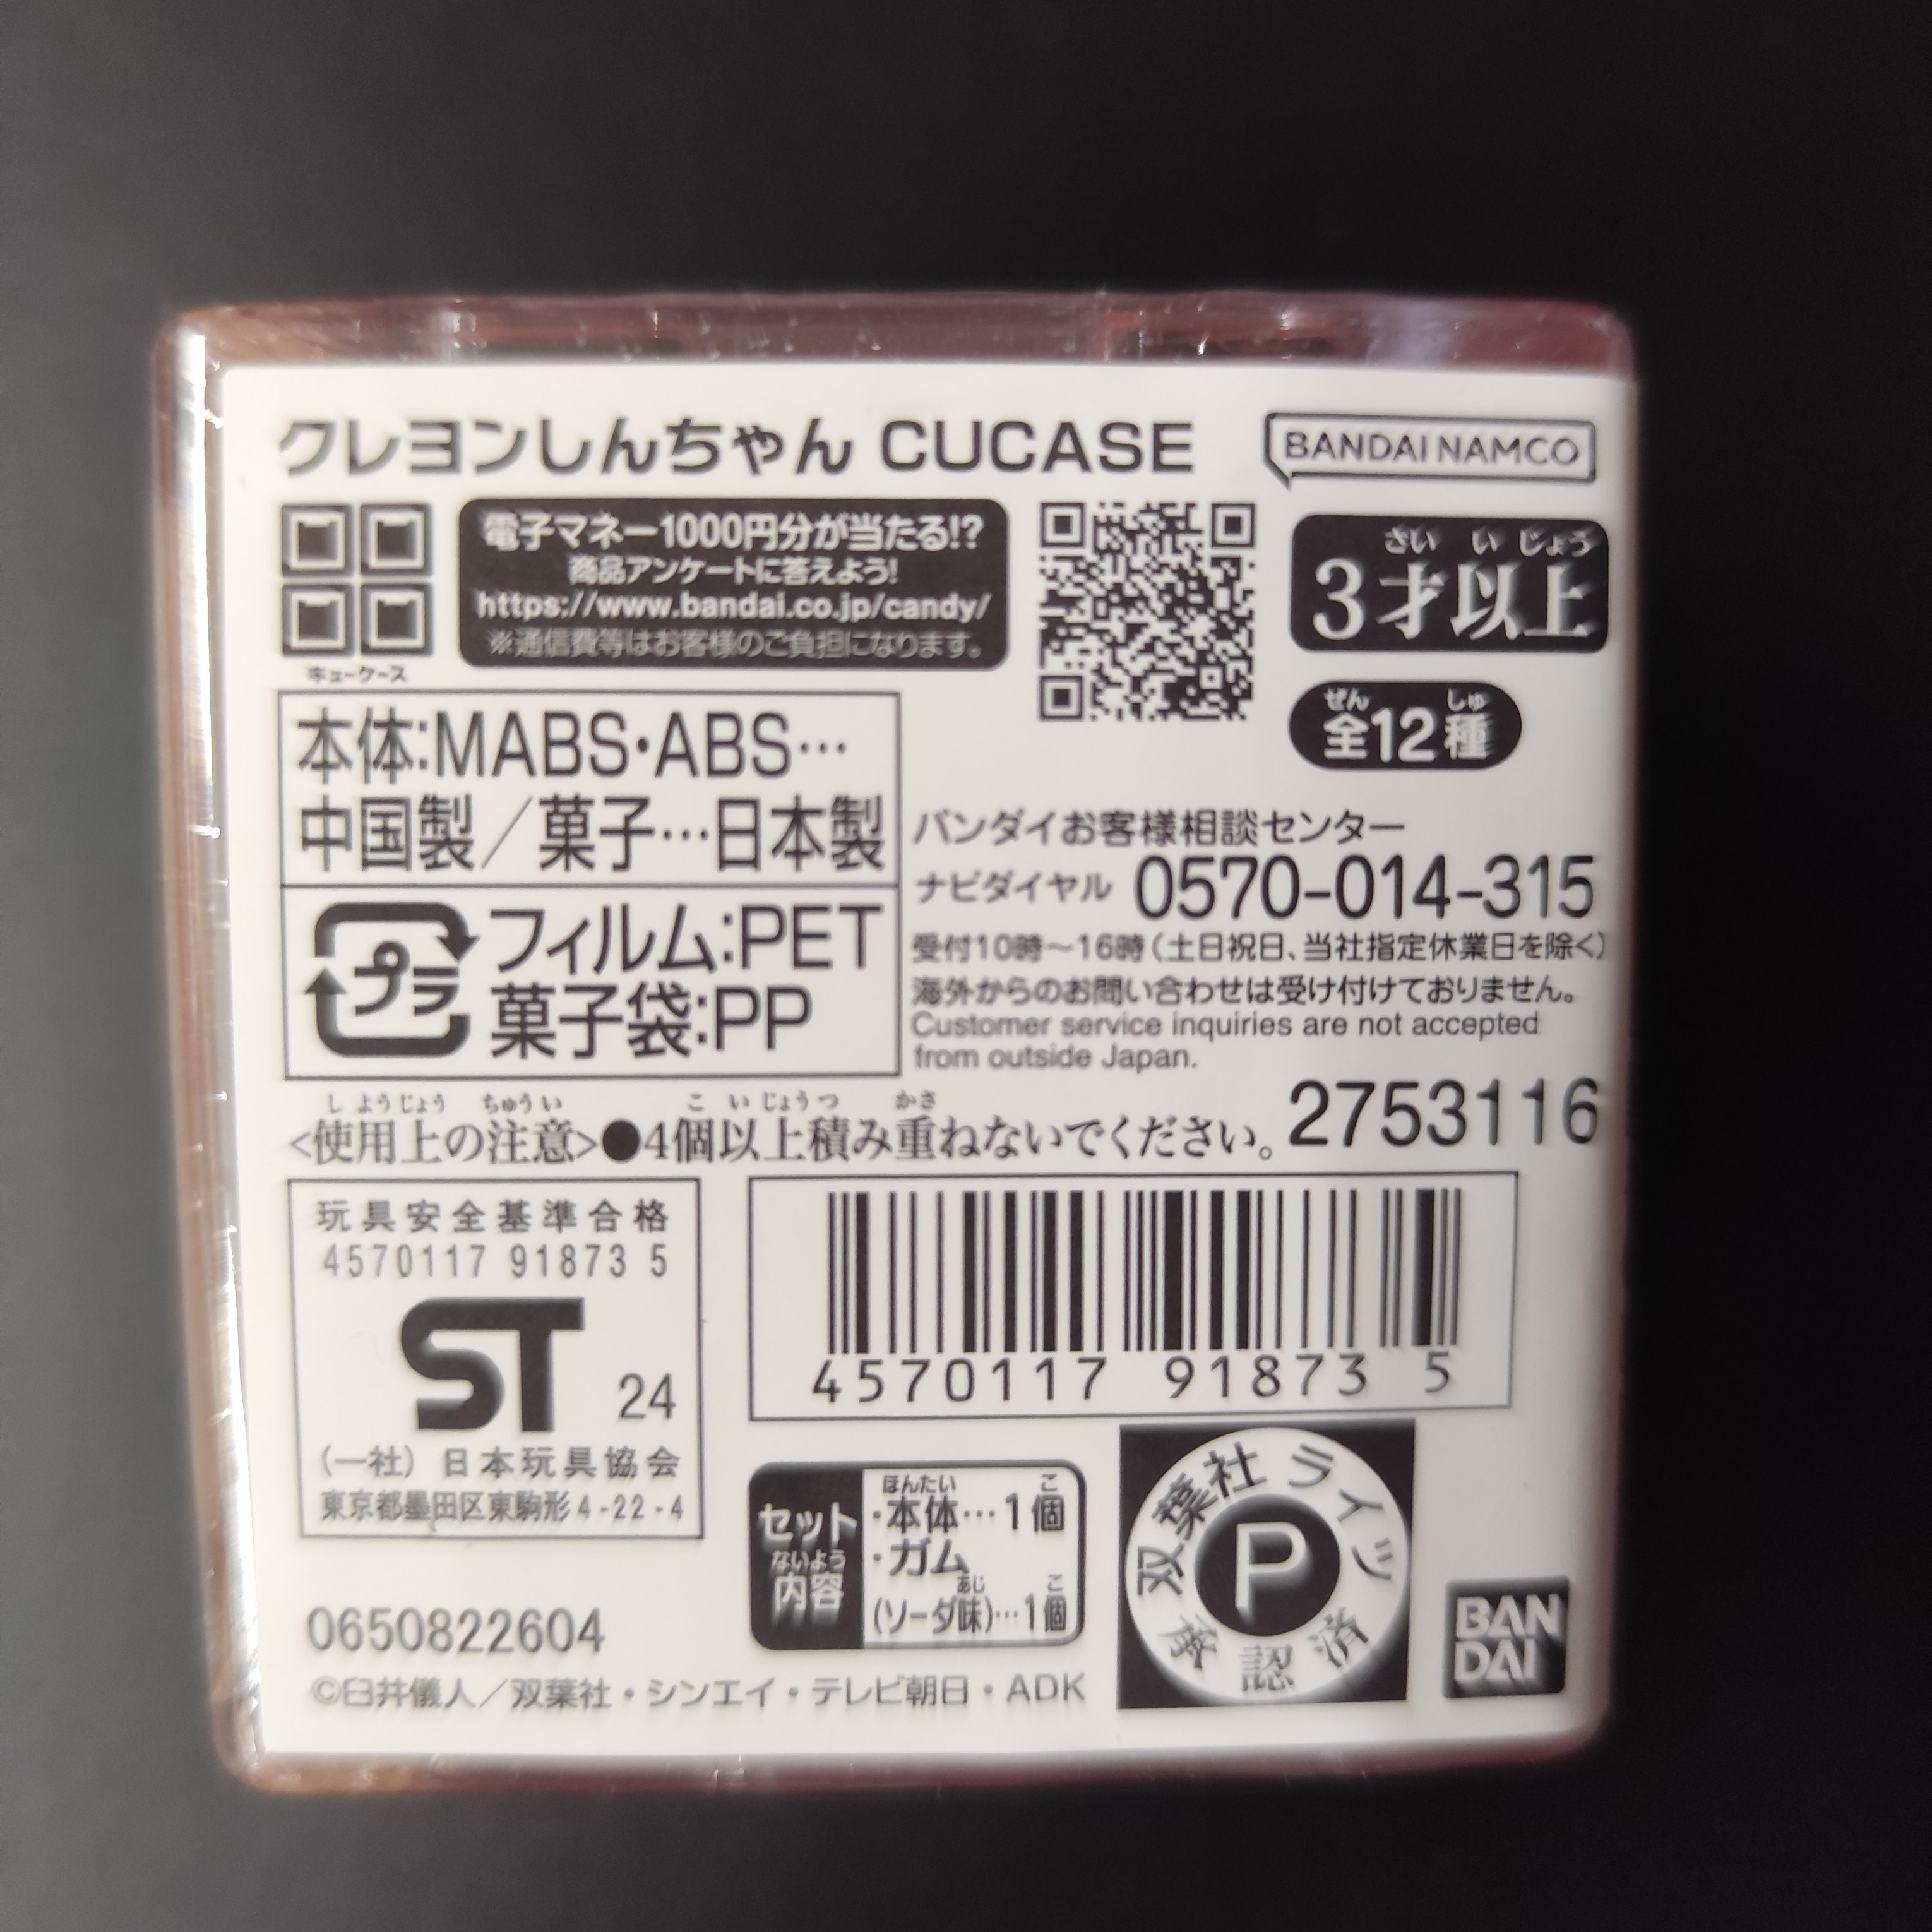 クレヨンしんちゃん CUCASE
BANDAI NAMCO
キューケース
電子マネー1000円分が当たる!?
商品アンケートに答えよう!
https://www.bandai.co.jp/candy/
※通信費等はお客様のご負担になります。
さい い じょう
3才以上
ぜん しゅ
全12種
本体:MABS・ABS…
中国製／菓子…日本製
プラ
フィルム:PET
菓子袋:PP
バンダイお客様相談センター
ナビダイヤル 0570-014-315
受付10時～16時(土日祝日、当社指定休業日を除く)
海外からのお問い合わせは受け付けておりません。
Customer service inquiries are not accepted
from outside Japan.
しようじょう ちゅうい こ いじょうつ かさ
<使用上の注意>●4個以上積み重ねないでください。
2753116
玩具安全基準合格
4570117 91873 5
ST 24
(一社) 日本玩具協会
東京都墨田区東駒形4-22-4
4570117 91873 5
セット
ないよう
内容
ほんたい こ
・本体…1個
・ガム
あじ こ
(ソーダ味)…1個
双葉社 ライツ
P
承認済
BAN
DAI
0650822604
©臼井儀人／双葉社・シンエイ・テレビ朝日・ADK